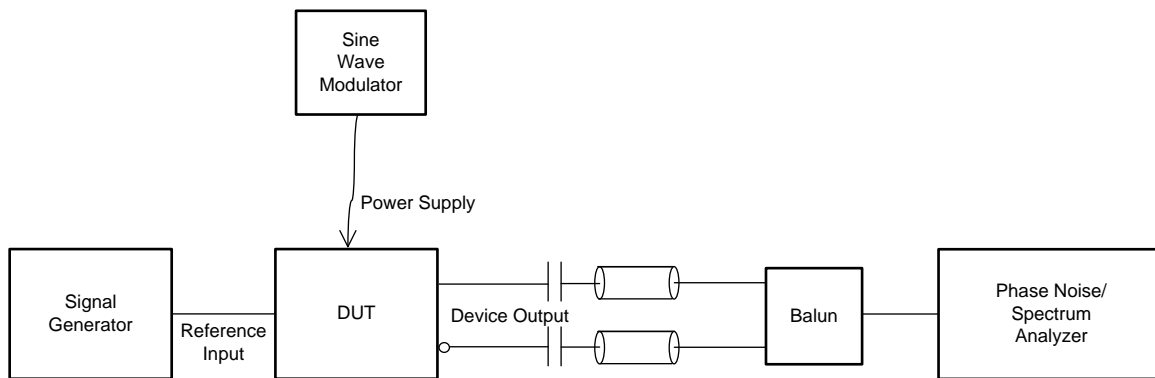 Sine
Wave
Modulator
Power Supply
Signal
Generator
Reference
Input
DUT
Device Output
Balun
Phase Noise/
Spectrum
Analyzer